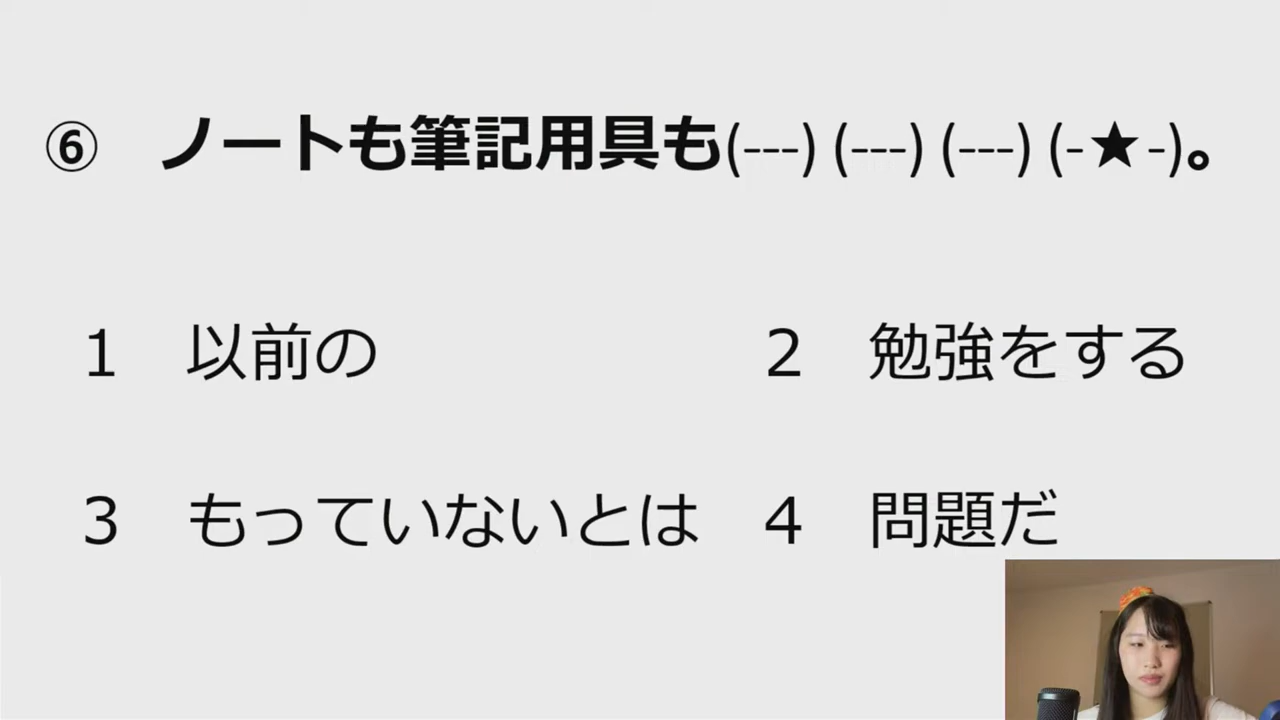 ⑥ ノートも筆記用具も(---) (---) (---) (-★-)。
1 以前の
2 勉強をする
3 もっていないとは
4 問題だ